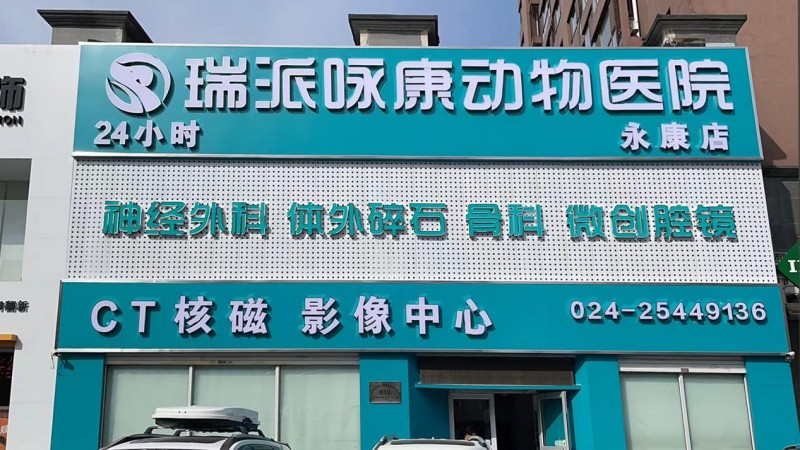 瑞派咏康动物医院
24小时
永康店
神经外科 体外碎石 骨科 微创腔镜
CT核磁 影像中心
024-25449136